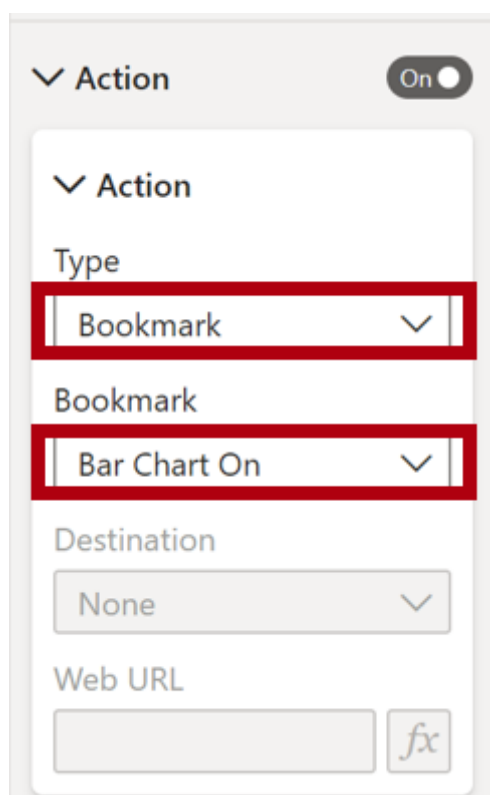 Action
On
Action
Type
Bookmark
Bookmark
Bar Chart On
Destination
None
Web URL
fx